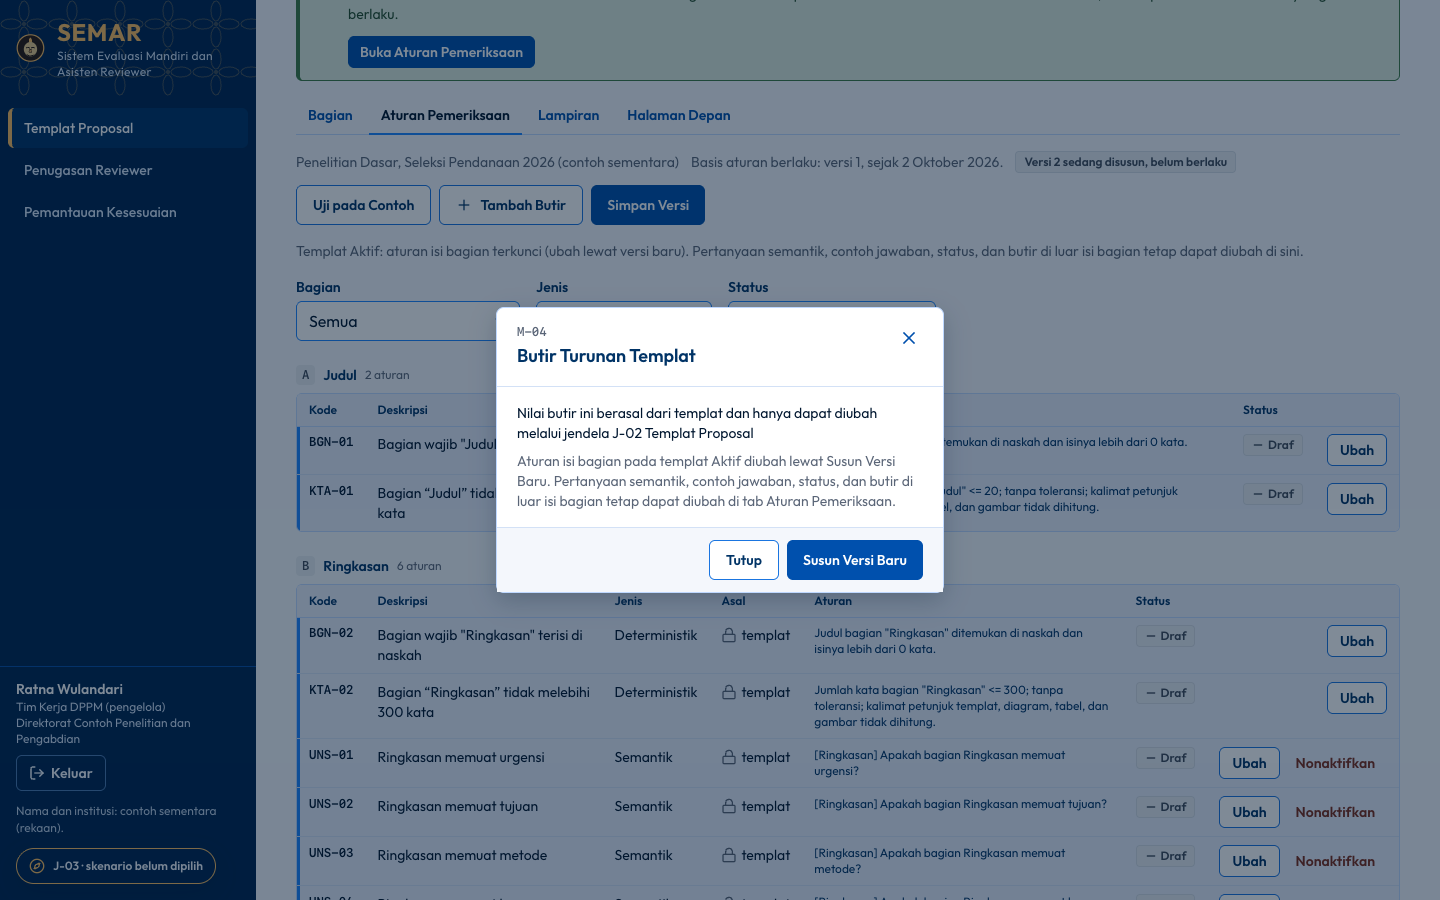 SEMAR
Sistem Evaluasi Mandiri dan
Asisten Reviewer
Templat Proposal
Penugasan Reviewer
Pemantauan Kesesuaian
Ratna Wulandari
Tim Kerja DPPM (pengelola)
Direktorat Contoh Penelitian dan
Pengabdian
Keluar
Nama dan institusi: contoh sementara
(rekaan).
J-03 · skenario belum dipilih
berlaku.
Buka Aturan Pemeriksaan
Bagian Aturan Pemeriksaan Lampiran Halaman Depan
Penelitian Dasar, Seleksi Pendanaan 2026 (contoh sementara) Basis aturan berlaku: versi 1, sejak 2 Oktober 2026. Versi 2 sedang disusun, belum berlaku
Uji pada Contoh Tambah Butir Simpan Versi
Templat Aktif: aturan isi bagian terkunci (ubah lewat versi baru). Pertanyaan semantik, contoh jawaban, status, dan butir di luar isi bagian tetap dapat diubah di sini.
Bagian Jenis Status
Semua
M-04
Butir Turunan Templat
Nilai butir ini berasal dari templat dan hanya dapat diubah
melalui jendela J-02 Templat Proposal
Aturan isi bagian pada templat Aktif diubah lewat Susun Versi
Baru. Pertanyaan semantik, contoh jawaban, status, dan butir di
luar isi bagian tetap dapat diubah di tab Aturan Pemeriksaan.
Tutup Susun Versi Baru
A Judul 2 aturan
Kode Deskripsi Status
BGN-01 Bagian wajib "Judul di naskah dan isinya lebih dari 0 kata. — Draf Ubah
KTA-01 Bagian “Judul” <= 20; tanpa toleransi; kalimat petunjuk — Draf Ubah
kata dan gambar tidak dihitung.
B Ringkasan 6 aturan
Kode Deskripsi Jenis Asal Aturan Status
BGN-02 Bagian wajib "Ringkasan" terisi di Deterministik templat Judul bagian "Ringkasan" ditemukan di naskah dan — Draf Ubah
naskah isinya lebih dari 0 kata.
KTA-02 Bagian “Ringkasan” tidak melebihi Deterministik templat Jumlah kata bagian "Ringkasan" <= 300; tanpa — Draf Ubah
300 kata toleransi; kalimat petunjuk templat, diagram, tabel, dan
gambar tidak dihitung.
UNS-01 Ringkasan memuat urgensi Semantik templat [Ringkasan] Apakah bagian Ringkasan memuat — Draf Ubah Nonaktifkan
urgensi?
UNS-02 Ringkasan memuat tujuan Semantik templat [Ringkasan] Apakah bagian Ringkasan memuat tujuan? — Draf Ubah Nonaktifkan
UNS-03 Ringkasan memuat metode Semantik templat [Ringkasan] Apakah bagian Ringkasan memuat — Draf Ubah Nonaktifkan
metode?